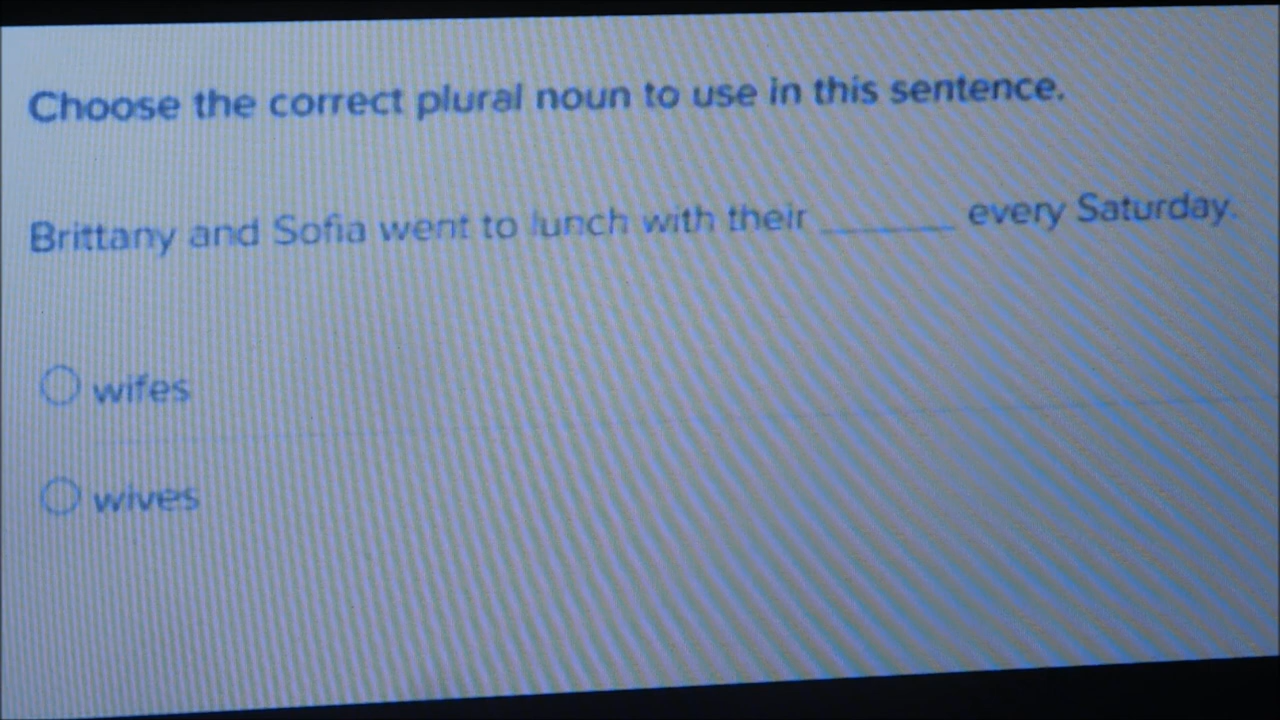 Choose the correct plural noun to use in this sentence.
Brittany and Sofia went to lunch with their ______ every Saturday.
wifes
wives